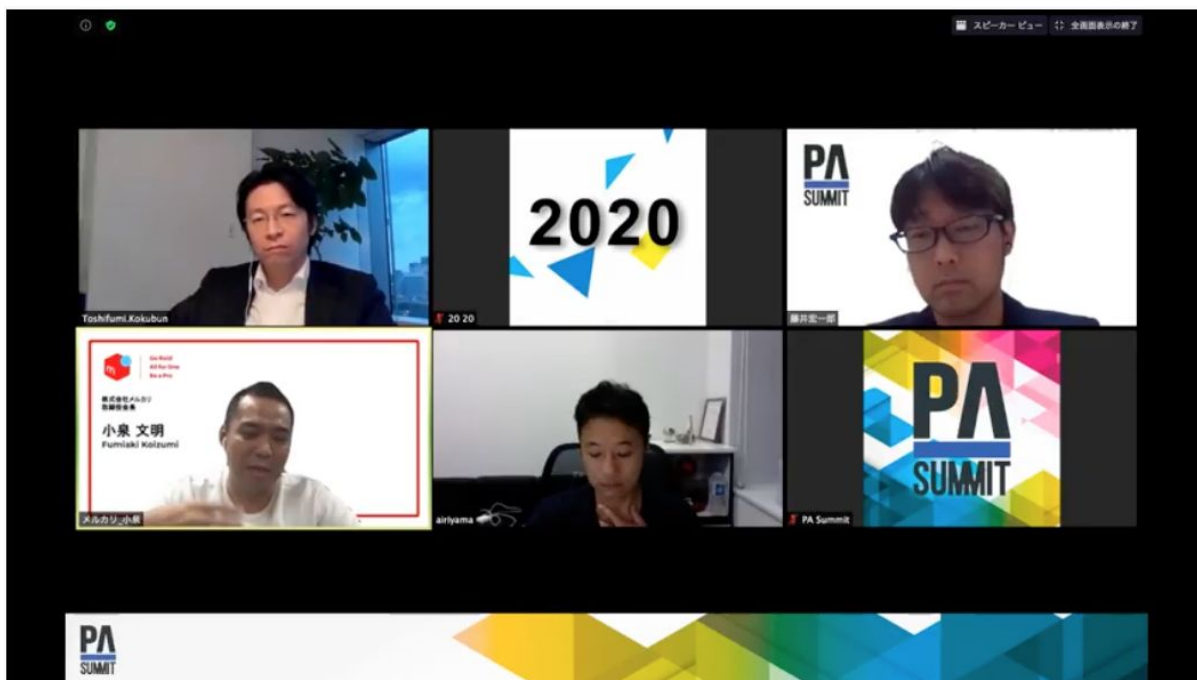 スピーカー ビュー
全画面表示の終了
PA
SUMMIT
2020
Toshifumi.Kokubun
20 20
藤井宏一郎
Go Bold
All for One
Be a Pro
株式会社メルカリ
取締役会長
小泉 文明
Fumiaki Koizumi
メルカリ_小泉
airiyama
PA
SUMMIT
PA Summit
PA
SUMMIT